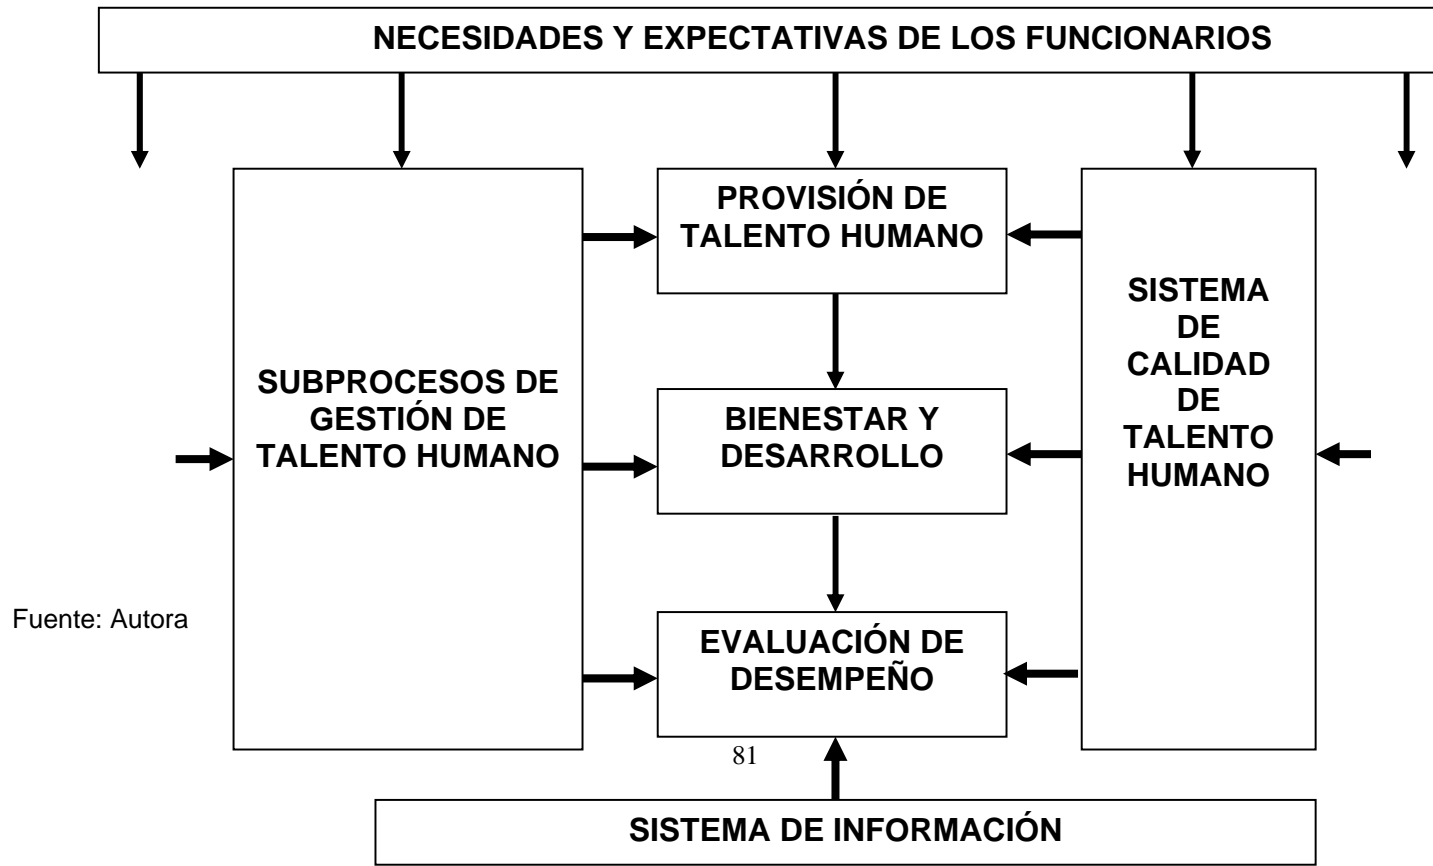 NECESIDADES Y EXPECTATIVAS DE LOS FUNCIONARIOS
PROVISIÓN DE
TALENTO HUMANO
SUBPROCESOS DE
GESTIÓN DE
TALENTO HUMANO
BIENESTAR Y
DESARROLLO
SISTEMA
DE
CALIDAD
DE
TALENTO
HUMANO
Fuente: Autora
EVALUACIÓN DE
DESEMPEÑO
81
SISTEMA DE INFORMACIÓN